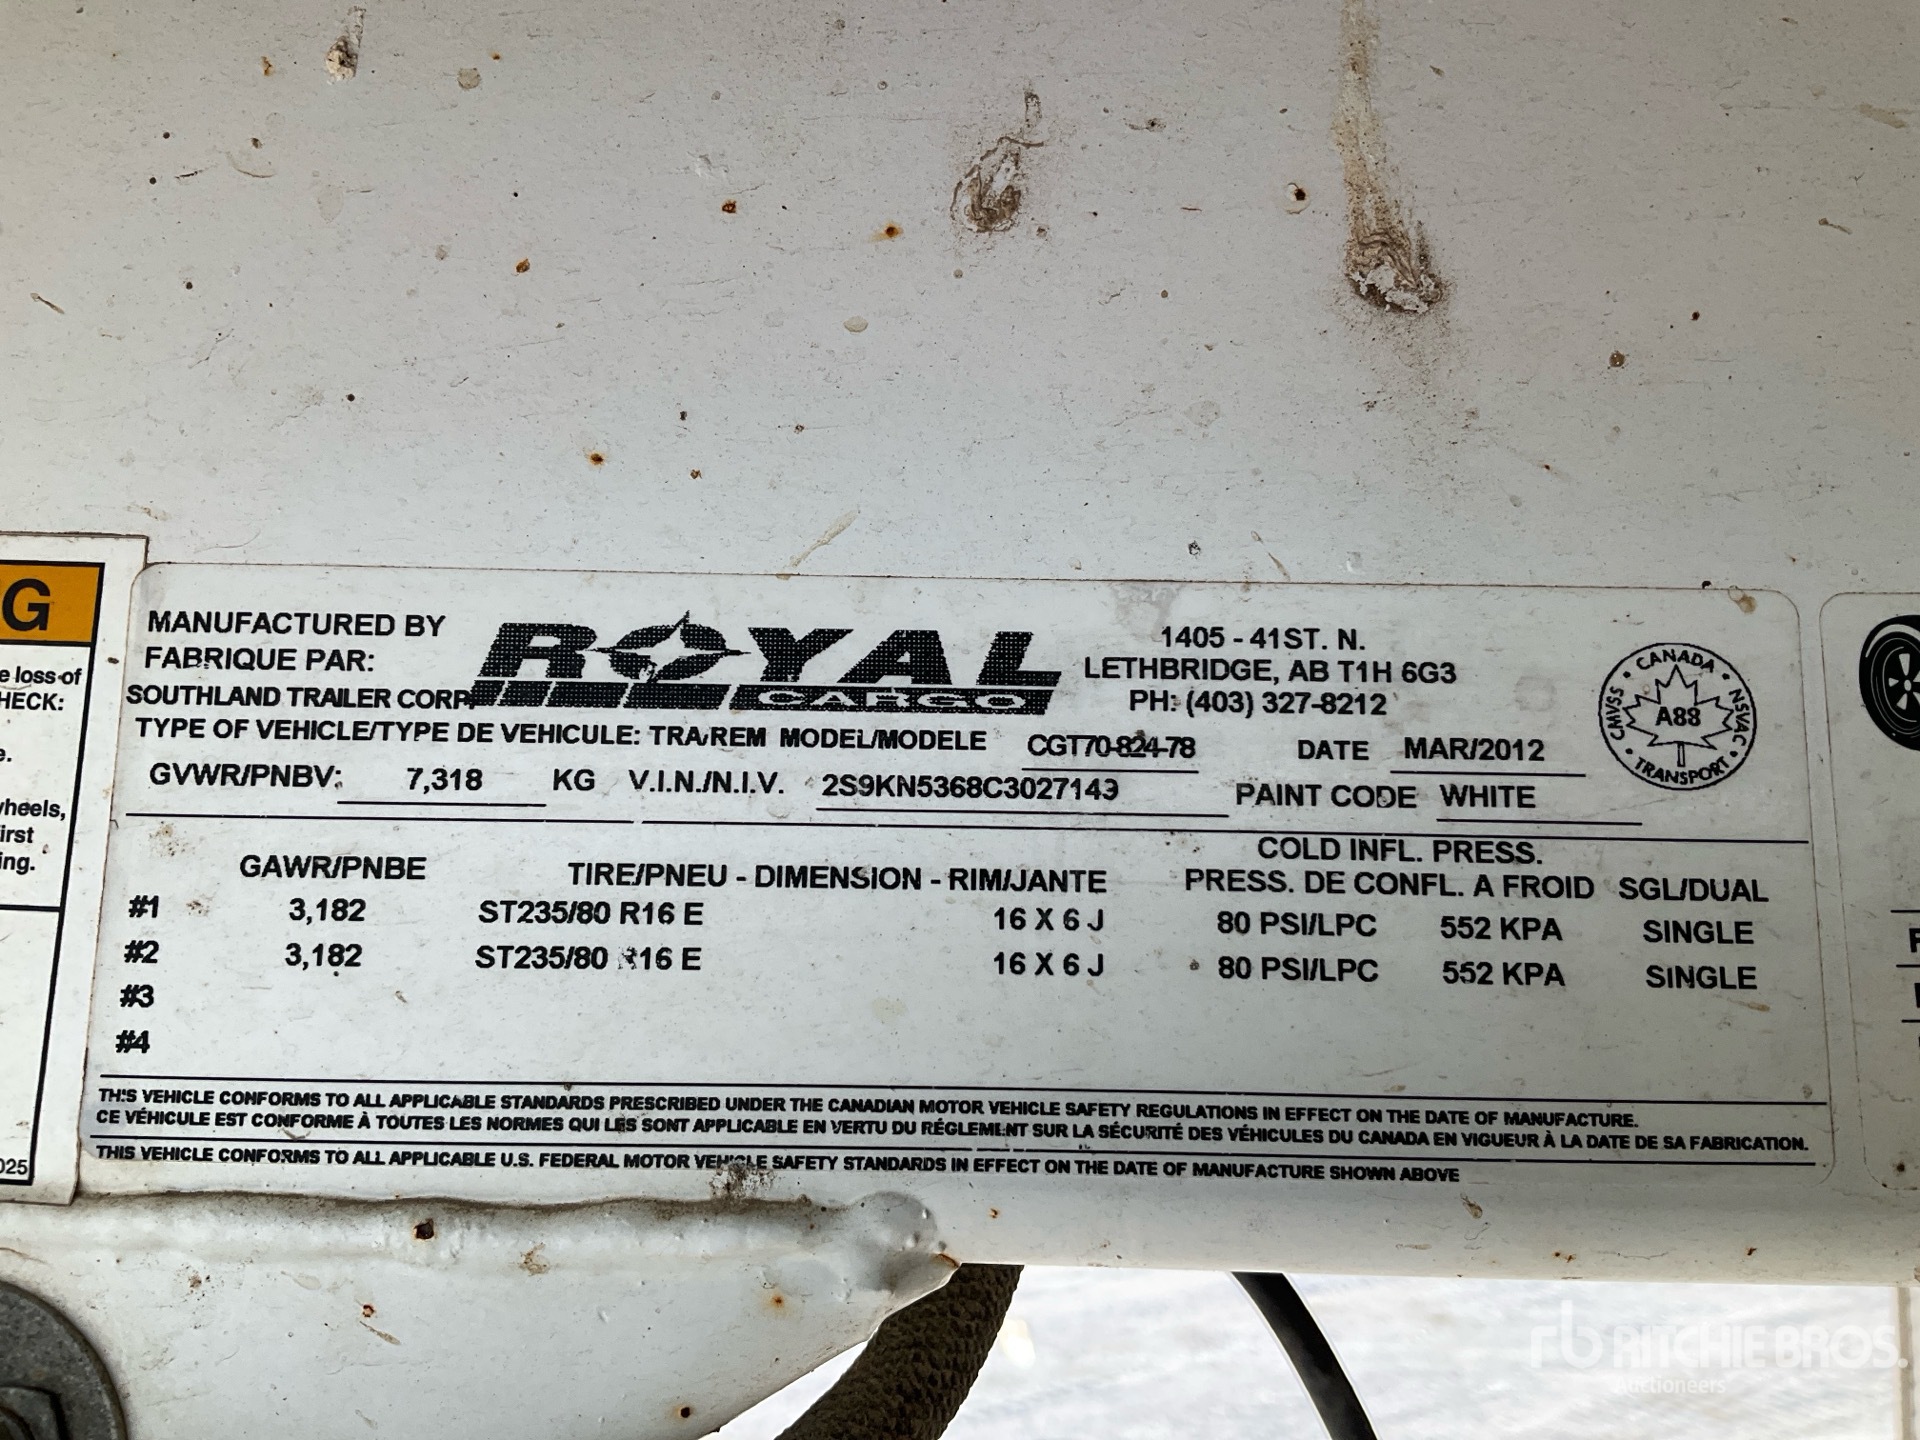 G
e loss of
HECK:
e.
wheels,
irst
ing.
025
MANUFACTURED BY
FABRIQUE PAR:
SOUTHLAND TRAILER CORP.
ROYAL
CARGO
1405 - 41ST. N.
LETHBRIDGE, AB T1H 6G3
PH: (403) 327-8212
CANADA
CMVSS
NSVAC
A88
TRANSPORT
TYPE OF VEHICLE/TYPE DE VEHICULE: TRA/REM MODEL/MODELE CGT70-824-78 DATE MAR/2012
GVWR/PNBV: 7,318 KG V.I.N./N.I.V. 2S9KN5368C3027143 PAINT CODE WHITE
COLD INFL. PRESS.
GAWR/PNBE TIRE/PNEU - DIMENSION - RIM/JANTE PRESS. DE CONFL. A FROID SGL/DUAL
#1 3,182 ST235/80 R16 E 16 X 6 J 80 PSI/LPC 552 KPA SINGLE
#2 3,182 ST235/80 R16 E 16 X 6 J 80 PSI/LPC 552 KPA SINGLE
#3
#4
THIS VEHICLE CONFORMS TO ALL APPLICABLE STANDARDS PRESCRIBED UNDER THE CANADIAN MOTOR VEHICLE SAFETY REGULATIONS IN EFFECT ON THE DATE OF MANUFACTURE.
CE VÉHICULE EST CONFORME À TOUTES LES NORMES QUI LES SONT APPLICABLE EN VERTU DU RÉGLEMENT SUR LA SÉCURITÉ DES VÉHICULES DU CANADA EN VIGUEUR À LA DATE DE SA FABRICATION.
THIS VEHICLE CONFORMS TO ALL APPLICABLE U.S. FEDERAL MOTOR VEHICLE SAFETY STANDARDS IN EFFECT ON THE DATE OF MANUFACTURE SHOWN ABOVE
rb RITCHIE BROS.
Auctioneers